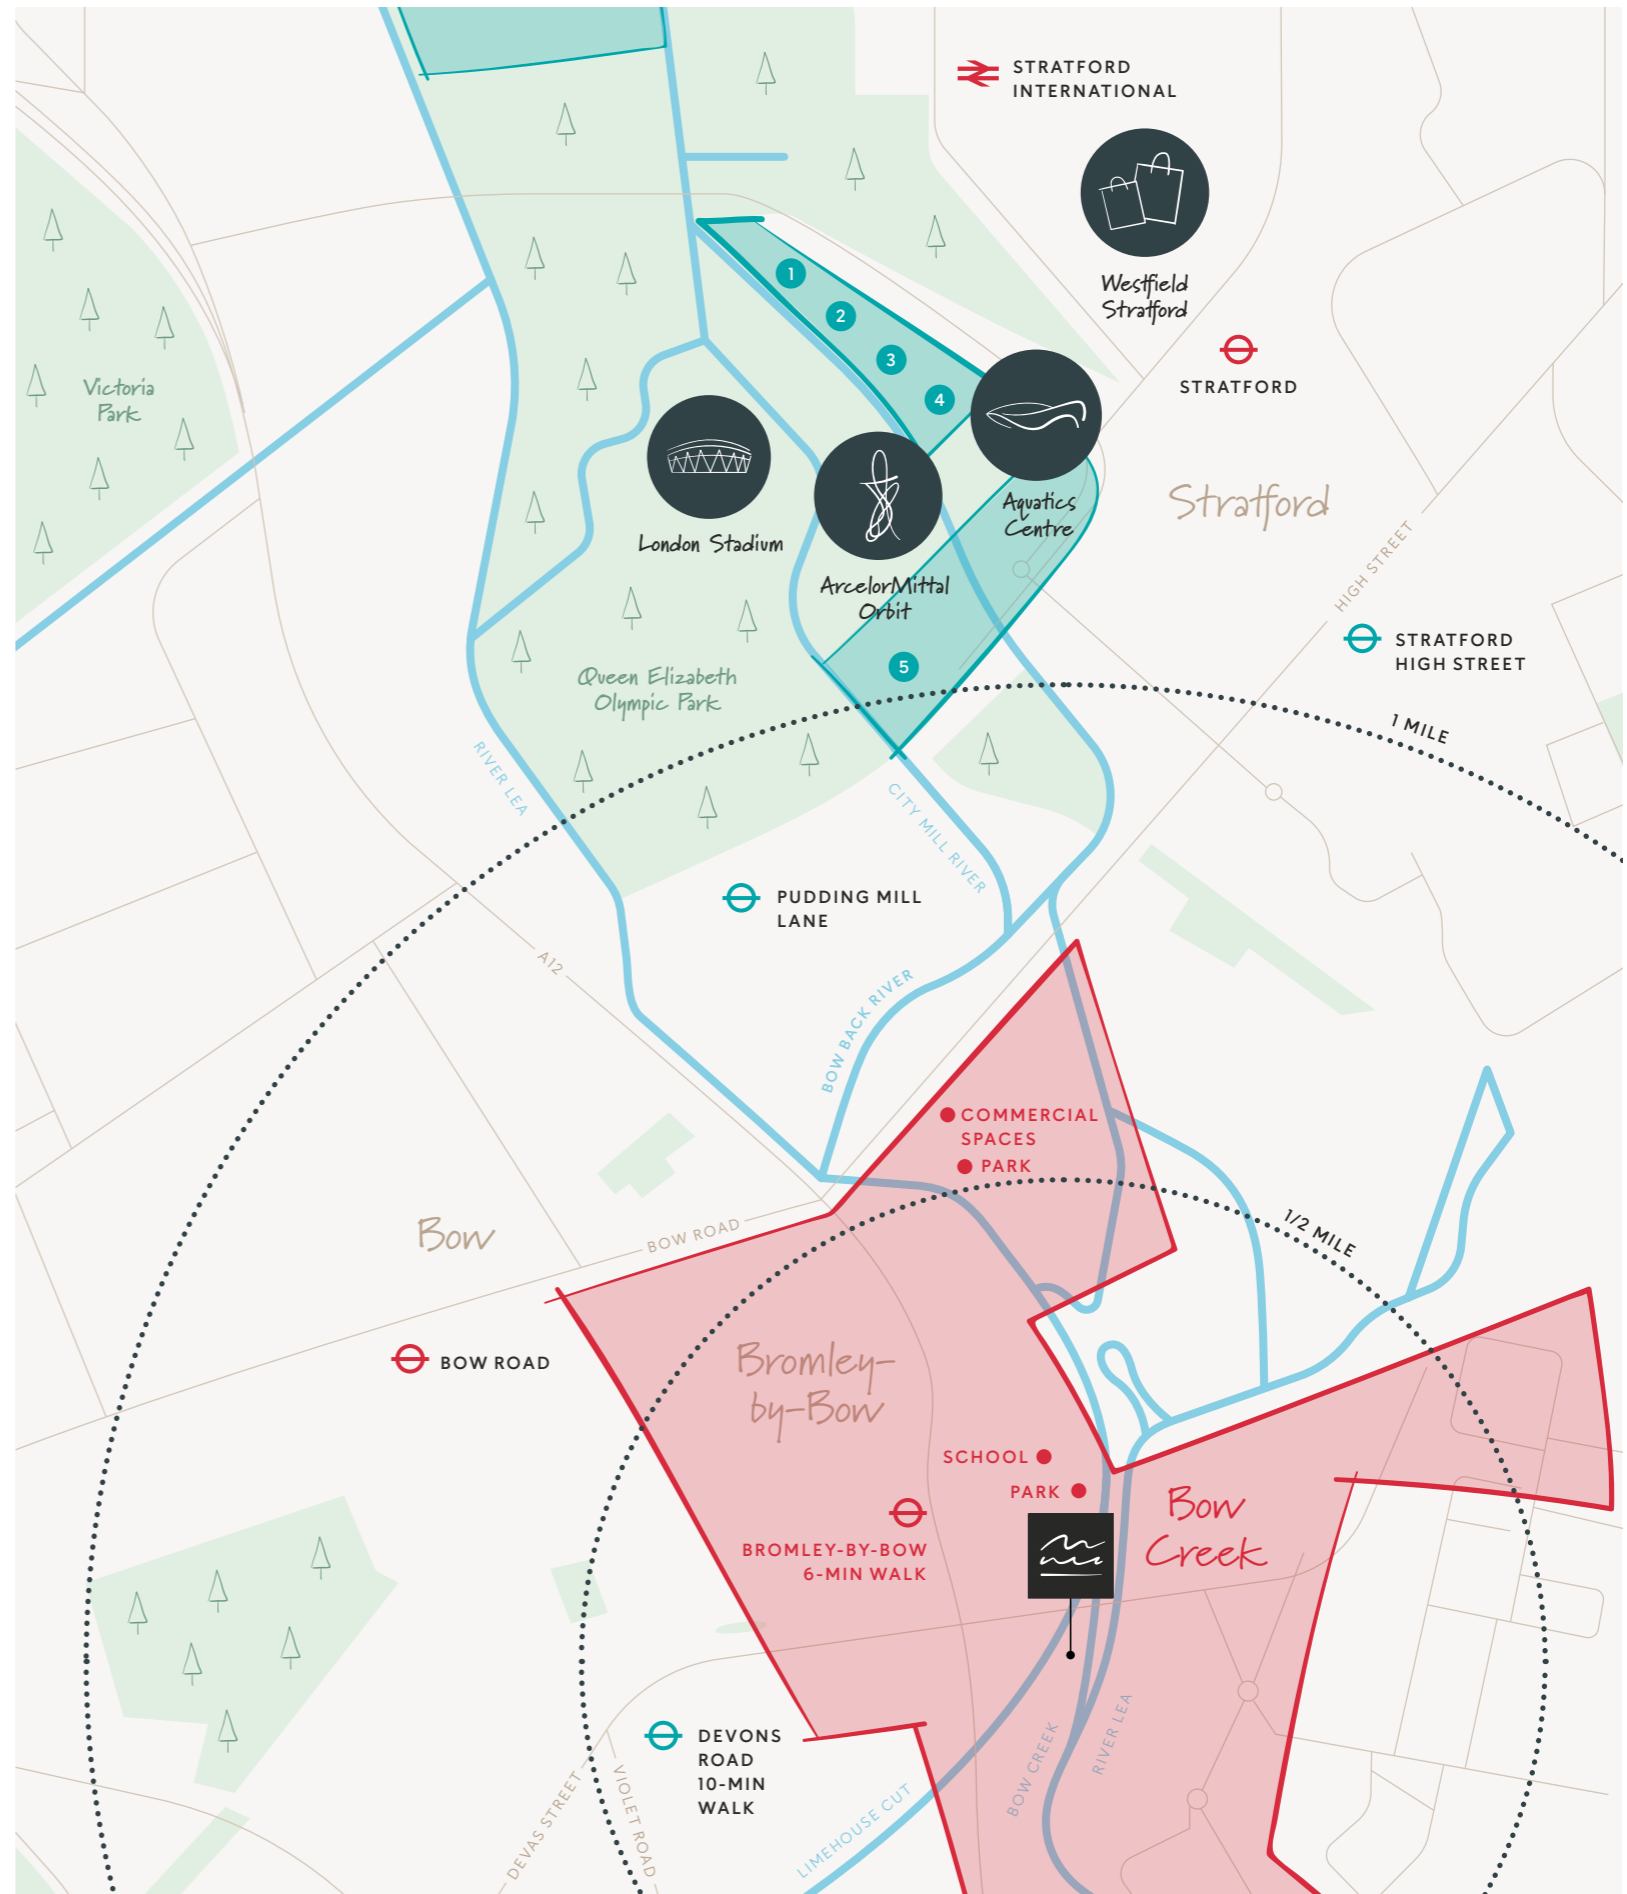 STRATFORD
INTERNATIONAL
Westfield
Stratford
STRATFORD
1
2
3
4
Victoria
Park
London Stadium
ArcelorMittal
Orbit
Aquatics
Centre
Stratford
HIGH STREET
STRATFORD
HIGH STREET
5
Queen Elizabeth
Olympic Park
1 MILE
RIVER LEA
CITY MILL RIVER
PUDDING MILL
LANE
A12
BOW BACK RIVER
COMMERCIAL
SPACES
PARK
Bow
BOW ROAD
1/2 MILE
BOW ROAD
Bromley-
by-Bow
SCHOOL
PARK
Bow
Creek
BROMLEY-BY-BOW
6-MIN WALK
DEVONS
ROAD
10-MIN
WALK
DEVAS STREET
VIOLET ROAD
LIMEHOUSE CUT
BOW CREEK
RIVER LEA